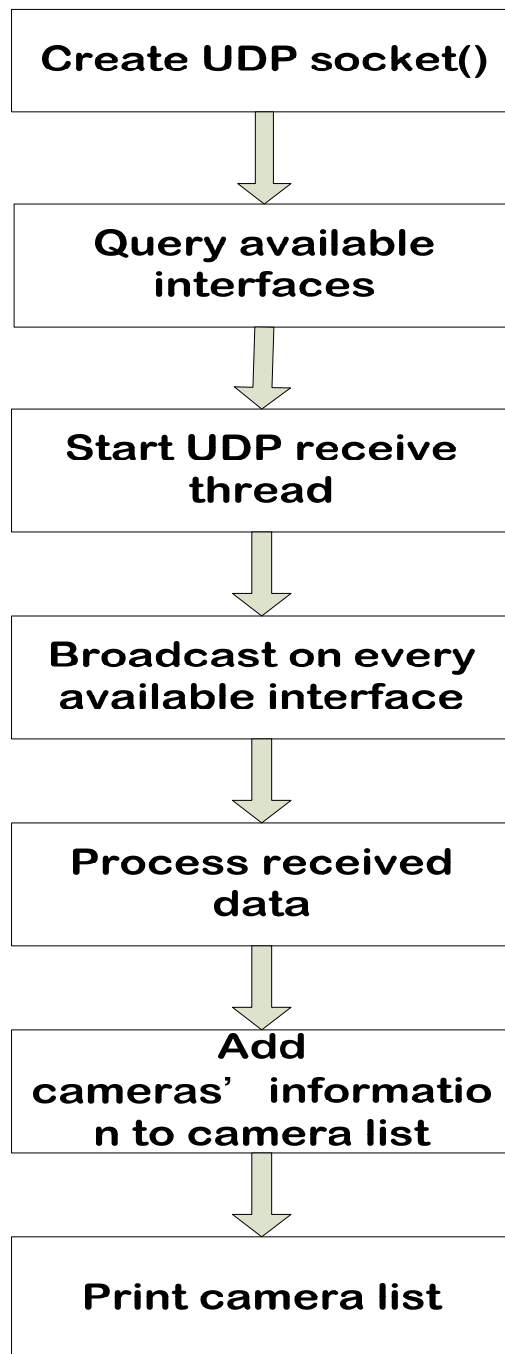 Create UDP socket()
Query available
interfaces
Start UDP receive
thread
Broadcast on every
available interface
Process received
data
Add
cameras’ informatio
n to camera list
Print camera list